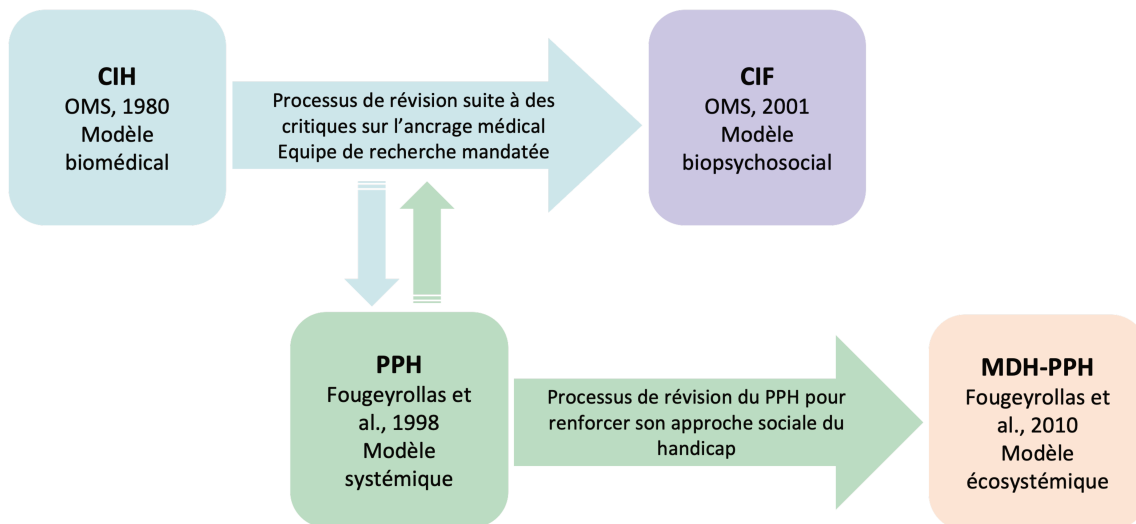 CIH
OMS, 1980
Modèle
biomédical
Processus de révision suite à des
critiques sur l’ancrage médical
Equipe de recherche mandatée
CIF
OMS, 2001
Modèle
biopsychosocial
PPH
Fougeyrollas et
al., 1998
Modèle
systémique
Processus de révision du PPH pour
renforcer son approche sociale du
handicap
MDH-PPH
Fougeyrollas et
al., 2010
Modèle
écosystémique